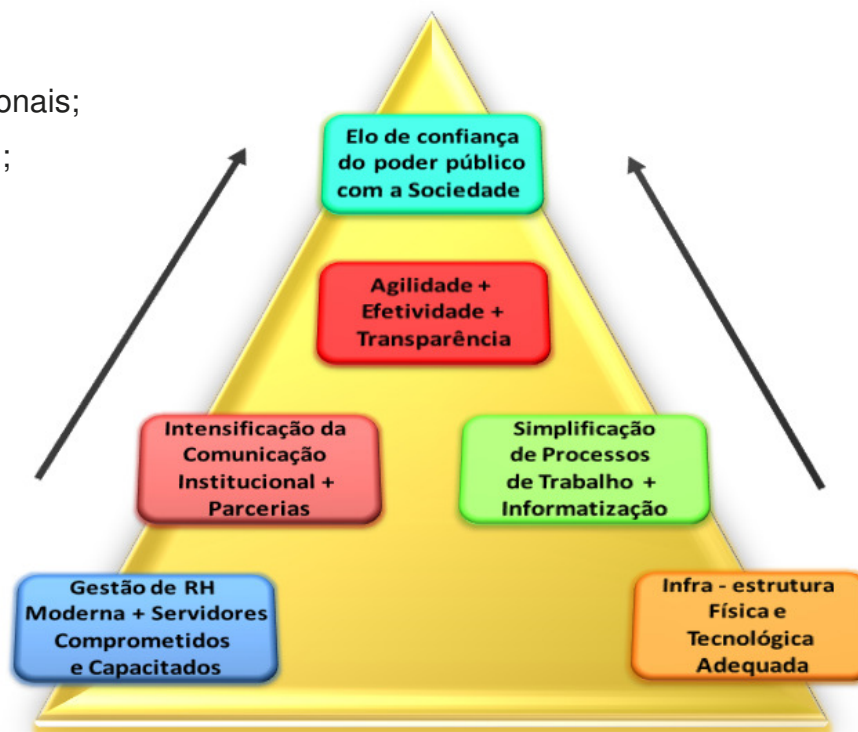 onais;
;
Elo de confiança
do poder público
com a Sociedade
Agilidade +
Efetividade +
Transparência
Intensificação da
Comunicação
Institucional +
Parcerias
Simplificação
de Processos
de Trabalho +
Informatização
Gestão de RH
Moderna + Servidores
Comprometidos
e Capacitados
Infra - estrutura
Física e
Tecnológica
Adequada